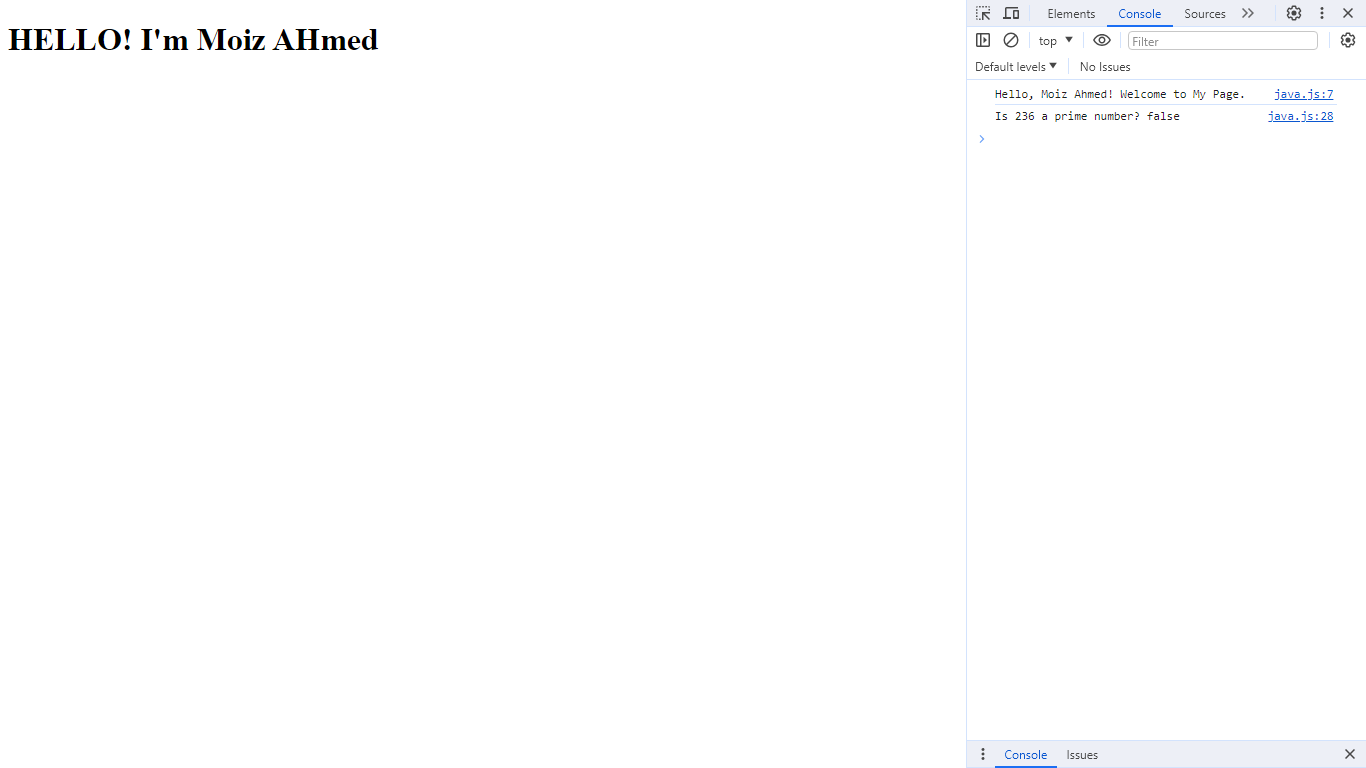 HELLO! I'm Moiz AHmed
Elements Console Sources
top Filter
Default levels No Issues
Hello, Moiz Ahmed! Welcome to My Page. java.js:7
Is 236 a prime number? false java.js:28
Console Issues